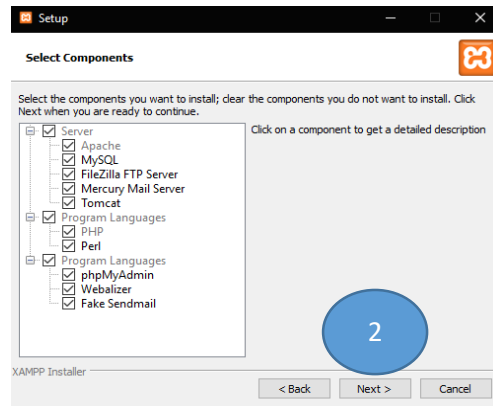 Setup
Select Components
Select the components you want to install; clear the components you do not want to install. Click
Next when you are ready to continue.
Server
Apache
MySQL
FileZilla FTP Server
Mercury Mail Server
Tomcat
Program Languages
PHP
Perl
Program Languages
phpMyAdmin
Webalizer
Fake Sendmail
Click on a component to get a detailed description
2
XAMPP Installer
< Back
Next >
Cancel